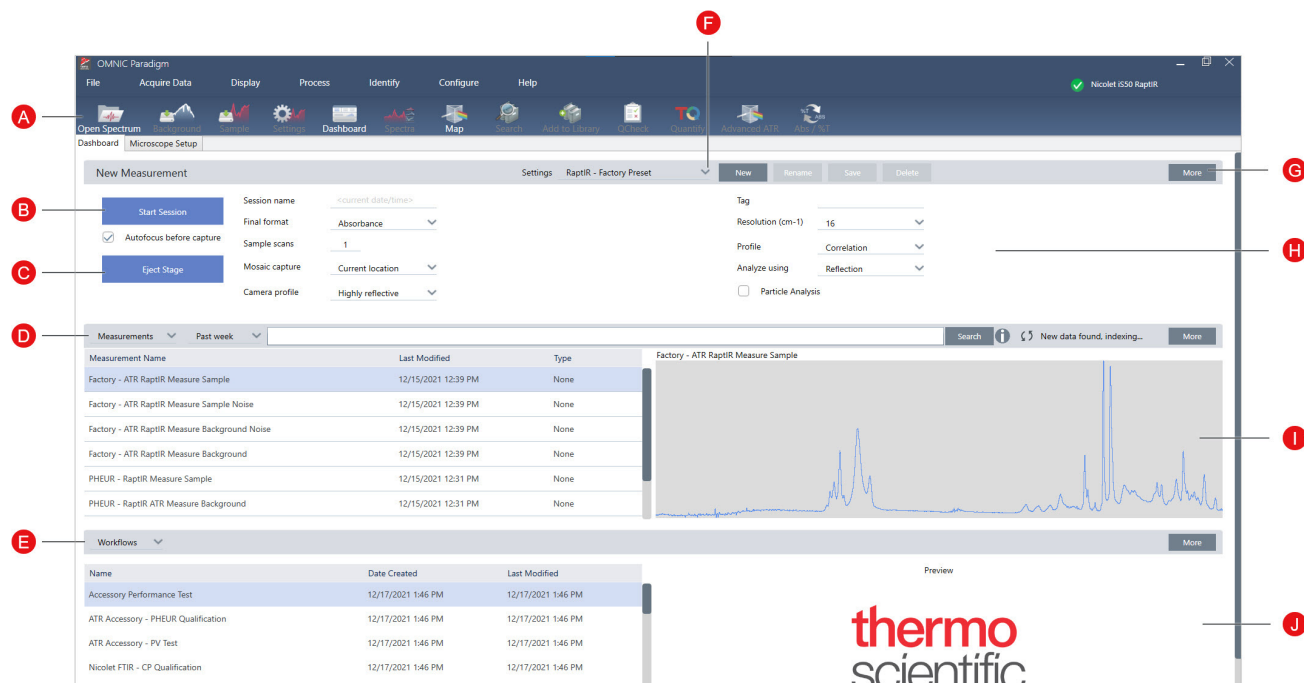 F
OMNIC Paradigm
File Acquire Data Display Process Identify Configure Help
Nicolet iS50 RaptIR
A
%T ABS
TQ
Open Spectrum Background Sample Settings Dashboard Spectra Map Search Add to Library QCheck Quantify Advanced ATR Abs / %T
Dashboard Microscope Setup
New Measurement Settings RaptIR - Factory Preset New Rename Save Delete More
G
Session name <current date/time> Tag
B
Start Session
Final format Absorbance Resolution (cm-1) 16
Autofocus before capture
Sample scans 1 Profile Correlation
H
C
Eject Stage
Mosaic capture Current location Analyze using Reflection
Camera profile Highly reflective Particle Analysis
D
Measurements Past week Search New data found, indexing... More
Measurement Name Last Modified Type
Factory - ATR RaptIR Measure Sample
Factory - ATR RaptIR Measure Sample 12/15/2021 12:39 PM None
Factory - ATR RaptIR Measure Sample Noise 12/15/2021 12:39 PM None
Factory - ATR RaptIR Measure Background Noise 12/15/2021 12:39 PM None
I
Factory - ATR RaptIR Measure Background 12/15/2021 12:39 PM None
PHEUR - RaptIR Measure Sample 12/15/2021 12:31 PM None
PHEUR - RaptIR ATR Measure Background 12/15/2021 12:31 PM None
E
Workflows More
Name Date Created Last Modified
Preview
Accessory Performance Test 12/17/2021 1:46 PM 12/17/2021 1:46 PM
ATR Accessory - PHEUR Qualification 12/17/2021 1:46 PM 12/17/2021 1:46 PM
ATR Accessory - PV Test 12/17/2021 1:46 PM 12/17/2021 1:46 PM
Nicolet FTIR - CP Qualification 12/17/2021 1:46 PM 12/17/2021 1:46 PM
thermo
scientific
J